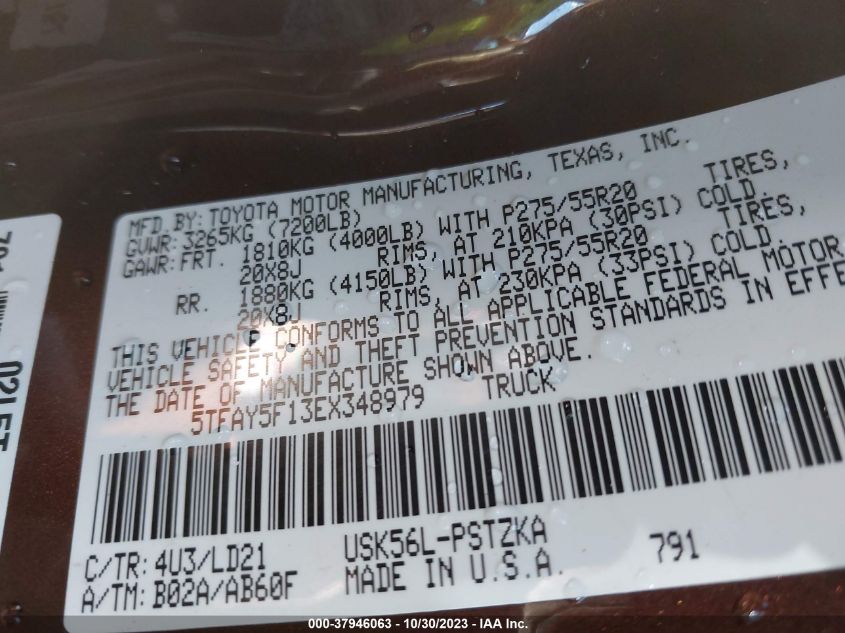 MFD. BY: TOYOTA MOTOR MANUFACTURING, TEXAS, INC.
GVWR: 3265KG (7200LB)
GAWR: FRT. 1810KG (4000LB) WITH P275/55R20 TIRES,
20X8J RIMS, AT 210KPA (30PSI) COLD.
RR. 1880KG (4150LB) WITH P275/55R20 TIRES,
20X8J RIMS, AT 230KPA (33PSI) COLD.
THIS VEHICLE CONFORMS TO ALL APPLICABLE FEDERAL MOTOR
VEHICLE SAFETY AND THEFT PREVENTION STANDARDS IN EFFE
THE DATE OF MANUFACTURE SHOWN ABOVE.
5TFAY5F13EX348979 TRUCK
C/TR: 4U3/LD21 USK56L-PSTZKA 791
A/TM: B02A/AB60F MADE IN U.S.A.
791
02L5T
000-37946063 - 10/30/2023 - IAAI.com